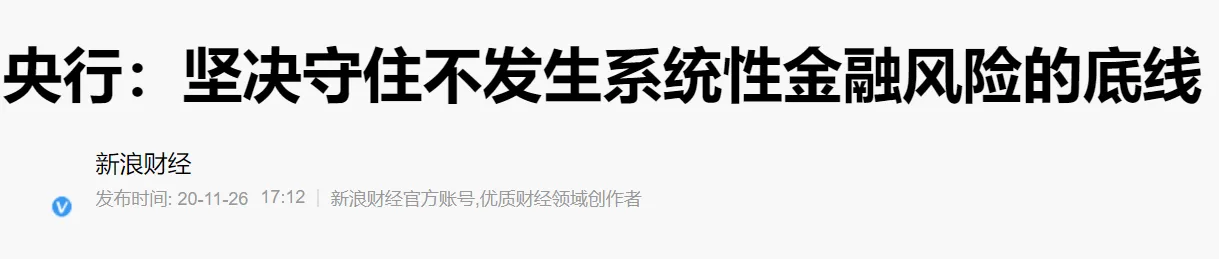 央行：坚决守住不发生系统性金融风险的底线
新浪财经
发布时间: 20-11-26 17:12 | 新浪财经官方账号,优质财经领域创作者